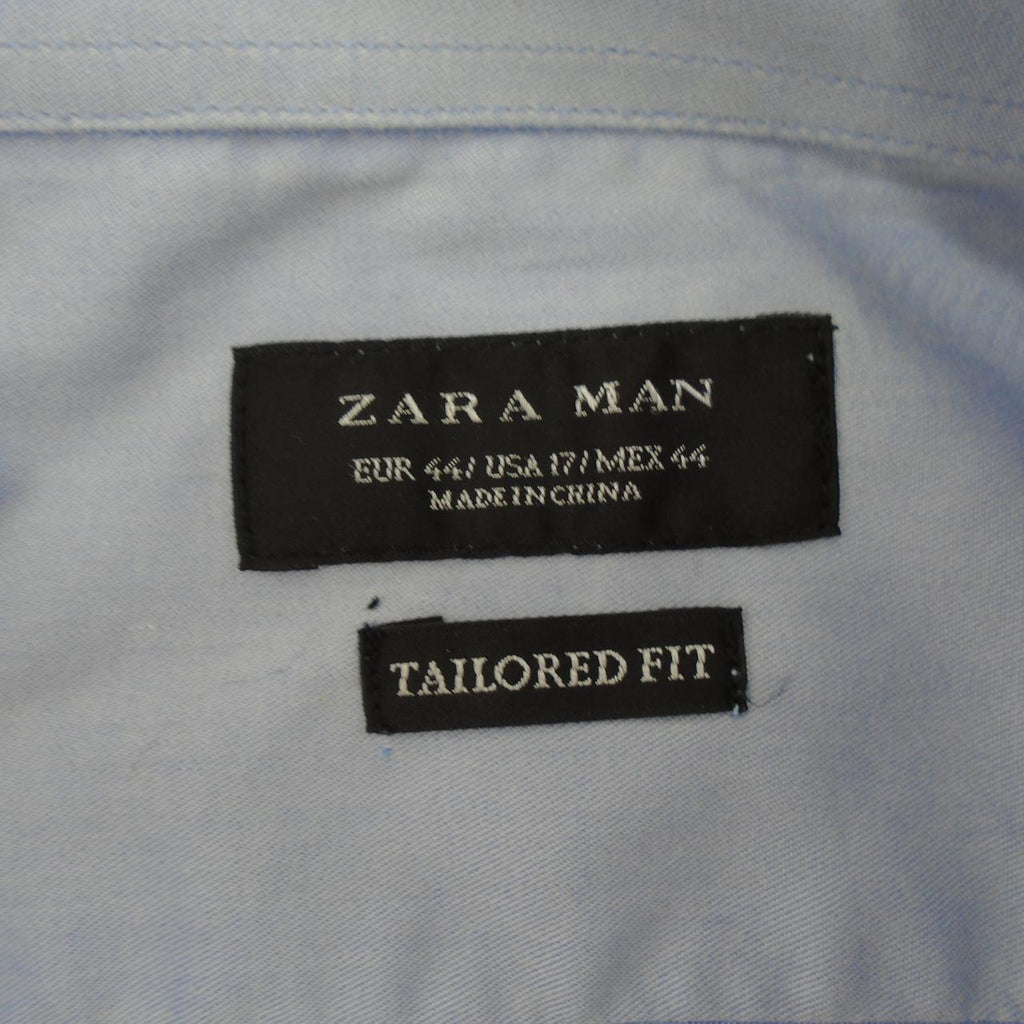 ZARA MAN
EUR 44/ USA 17/ MEX 44
MADE IN CHINA
TAILORED FIT